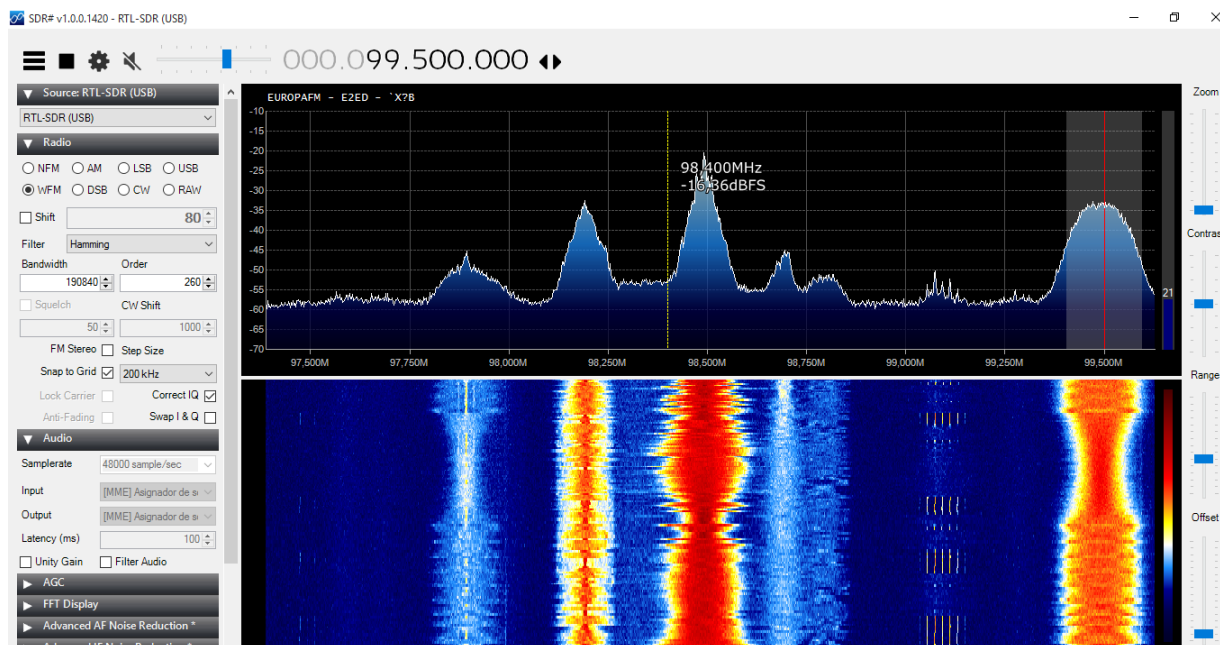 SDR# v1.0.0.1420 - RTL-SDR (USB)
000.099.500.000
Source: RTL-SDR (USB)
RTL-SDR (USB)
Radio
NFM AM LSB USB
WFM DSB CW RAW
Shift 80
Filter Hamming
Bandwidth Order
190840 260
Squelch CW Shift
50 1000
FM Stereo Step Size
Snap to Grid 200 kHz
Lock Carrier Correct IQ
Anti-Fading Swap I & Q
Audio
Samplerate 48000 sample/sec
Input [MME] Asignador de s
Output [MME] Asignador de s
Latency (ms) 100
Unity Gain Filter Audio
AGC
FFT Display
Advanced AF Noise Reduction *
EUROPAFM - E2ED - `X?B
-10
-15
-20
-25
-30
-35
-40
-45
-50
-55
-60
-65
-70
98,400MHz
-16,36dBFS
97,500M 97,750M 98,000M 98,250M 98,500M 98,750M 99,000M 99,250M 99,500M
21
Zoom
Contras
Range
Offset